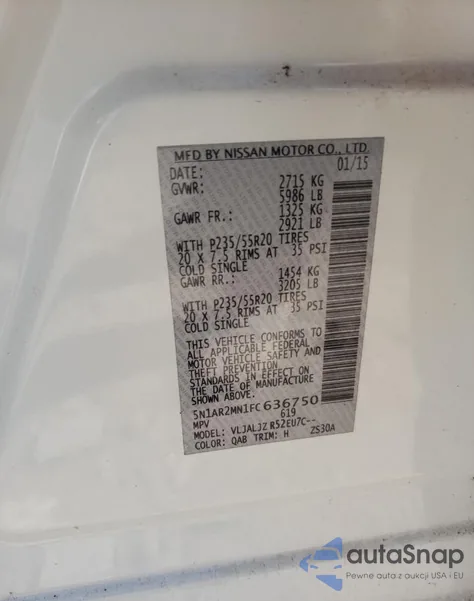 MFD BY NISSAN MOTOR CO., LTD.
DATE: 01/15
GVWR: 2715 KG
5986 LB
GAWR FR.: 1325 KG
2921 LB
WITH P235/55R20 TIRES
20 X 7.5 RIMS AT 35 PSI
COLD SINGLE
GAWR RR.: 1454 KG
3205 LB
WITH P235/55R20 TIRES
20 X 7.5 RIMS AT 35 PSI
COLD SINGLE
THIS VEHICLE CONFORMS TO
ALL APPLICABLE FEDERAL
MOTOR VEHICLE SAFETY AND
THEFT PREVENTION
STANDARDS IN EFFECT ON
THE DATE OF MANUFACTURE
SHOWN ABOVE.
5N1AR2MN1FC636750
MPV 619
MODEL: VLJALJZ R52EU7C--
COLOR: QAB TRIM: H ZS30A
autoSnap
Pewne auta z aukcji USA i EU